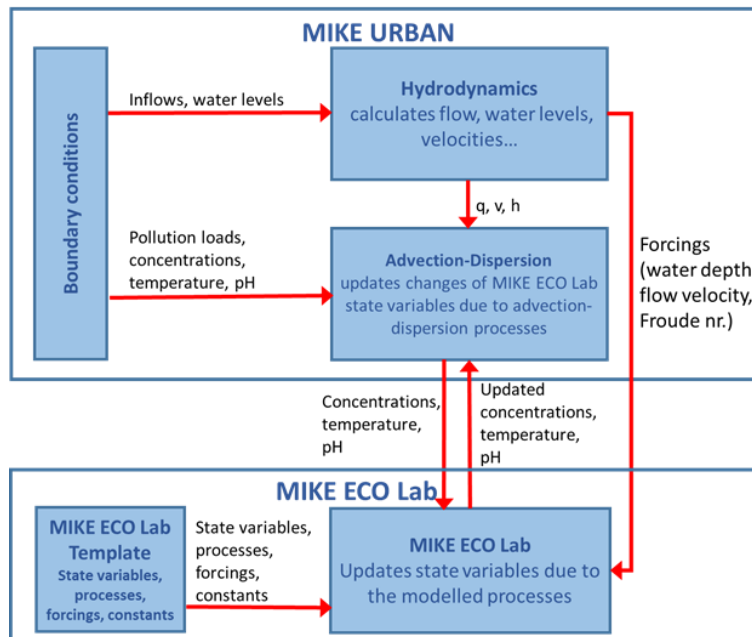 MIKE URBAN
Boundary conditions
Inflows, water levels
Hydrodynamics
calculates flow, water levels,
velocities...
q, v, h
Pollution loads,
concentrations,
temperature, pH
Advection-Dispersion
updates changes of MIKE ECO Lab
state variables due to advection-
dispersion processes
Forcings
(water depth,
flow velocity,
Froude nr.)
Concentrations,
temperature,
pH
Updated
concentrations,
temperature,
pH
MIKE ECO Lab
MIKE ECO Lab
Template
State variables,
processes,
forcings, constants
State variables,
processes,
forcings,
constants
MIKE ECO Lab
Updates state variables due to
the modelled processes